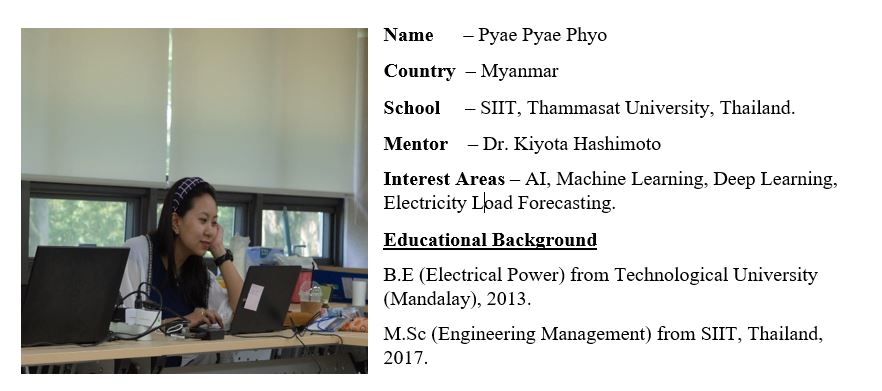 Name – Pyae Pyae Phyo
Country – Myanmar
School – SIIT, Thammasat University, Thailand.
Mentor – Dr. Kiyota Hashimoto
Interest Areas – AI, Machine Learning, Deep Learning,
Electricity Load Forecasting.
Educational Background
B.E (Electrical Power) from Technological University
(Mandalay), 2013.
M.Sc (Engineering Management) from SIIT, Thailand,
2017.